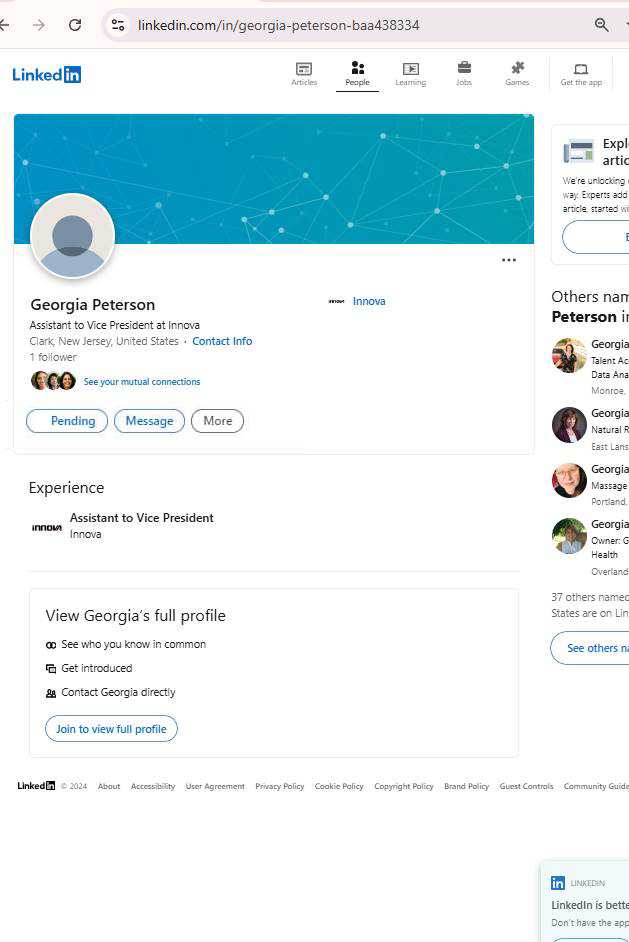 linkedin.com/in/georgia-peterson-baa438334
Linked in
Articles
People
Learning
Jobs
Games
Get the app
Georgia Peterson
Assistant to Vice President at Innova
Clark, New Jersey, United States · Contact Info
1 follower
See your mutual connections
Pending
Message
More
INNOVA
Innova
Experience
INNOVA
Assistant to Vice President
Innova
View Georgia's full profile
See who you know in common
Get introduced
Contact Georgia directly
Join to view full profile
Expl
artic
We're unlocking
way. Experts add
article, started wi
E
Others nam
Peterson in
Georgia
Talent Ac
Data Ana
Monroe,
Georgia
Natural R
East Lans
Georgia
Massage
Portland,
Georgia
Owner: G
Health
Overland
37 others named
States are on Lin
See others na
Linked in © 2024 About Accessibility User Agreement Privacy Policy Cookie Policy Copyright Policy Brand Policy Guest Controls Community Guide
in LINKEDIN
LinkedIn is bette
Don't have the app